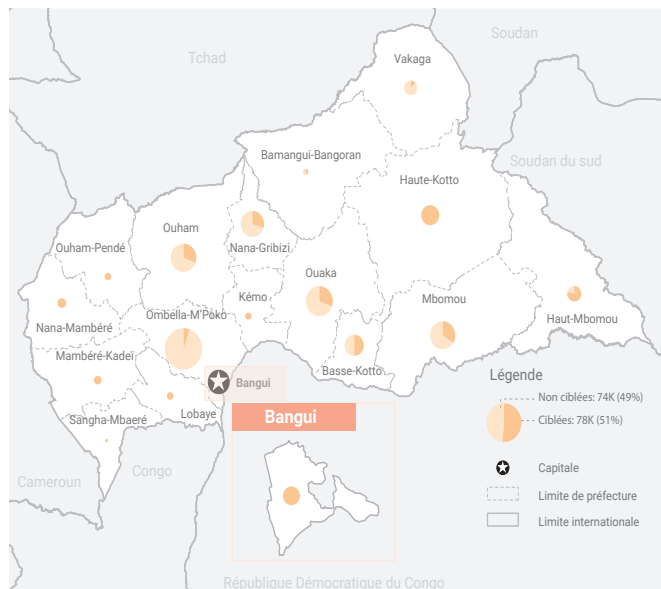 Soudan
Tchad
Vakaga
Bamangui-Bangoran
Soudan du sud
Haute-Kotto
Ouham
Ouham-Pendé
Nana-Gribizi
Ouaka
Kémo
Mbomou
Ombella-M'Poko
Haut-Mbomou
Nana-Mambéré
Mambéré-Kadeï
Basse-Kotto
Bangui
Lobaye
Sangha-Mbaeré
Bangui
Cameroun
Congo
République Démocratique du Congo
Légende
Non ciblées: 74K (49%)
Ciblées: 78K (51%)
Capitale
Limite de préfecture
Limite internationale